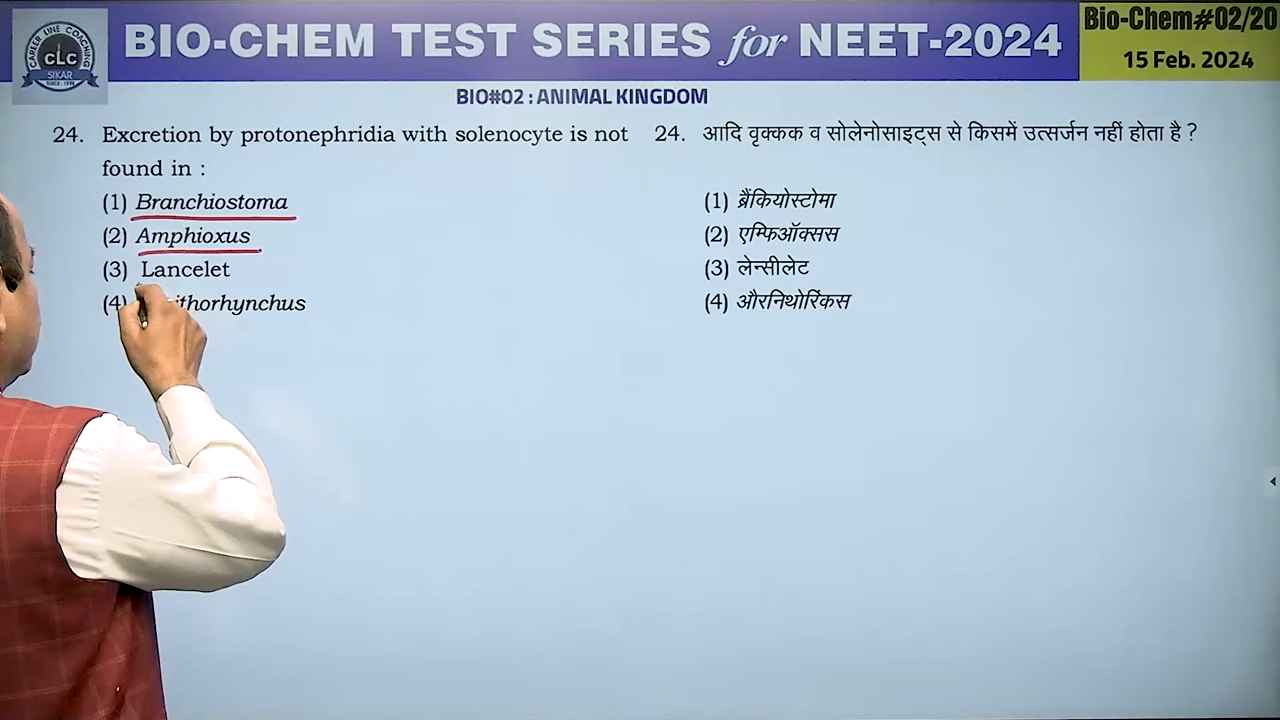 CAREER LINE COACHING
CLC
SIKAR
BIO-CHEM TEST SERIES for NEET-2024
Bio-Chem#02/20
15 Feb. 2024
BIO#02 : ANIMAL KINGDOM
24. Excretion by protonephridia with solenocyte is not
found in :
(1) Branchiostoma
(2) Amphioxus
(3) Lancelet
(4) ithorhynchus
24. आदि वृक्कक व सोलेनोसाइट्स से किसमें उत्सर्जन नहीं होता है ?
(1) ब्रैंकियोस्टोमा
(2) एम्फिऑक्सस
(3) लेन्सीलेट
(4) औरनिथोरिंकस